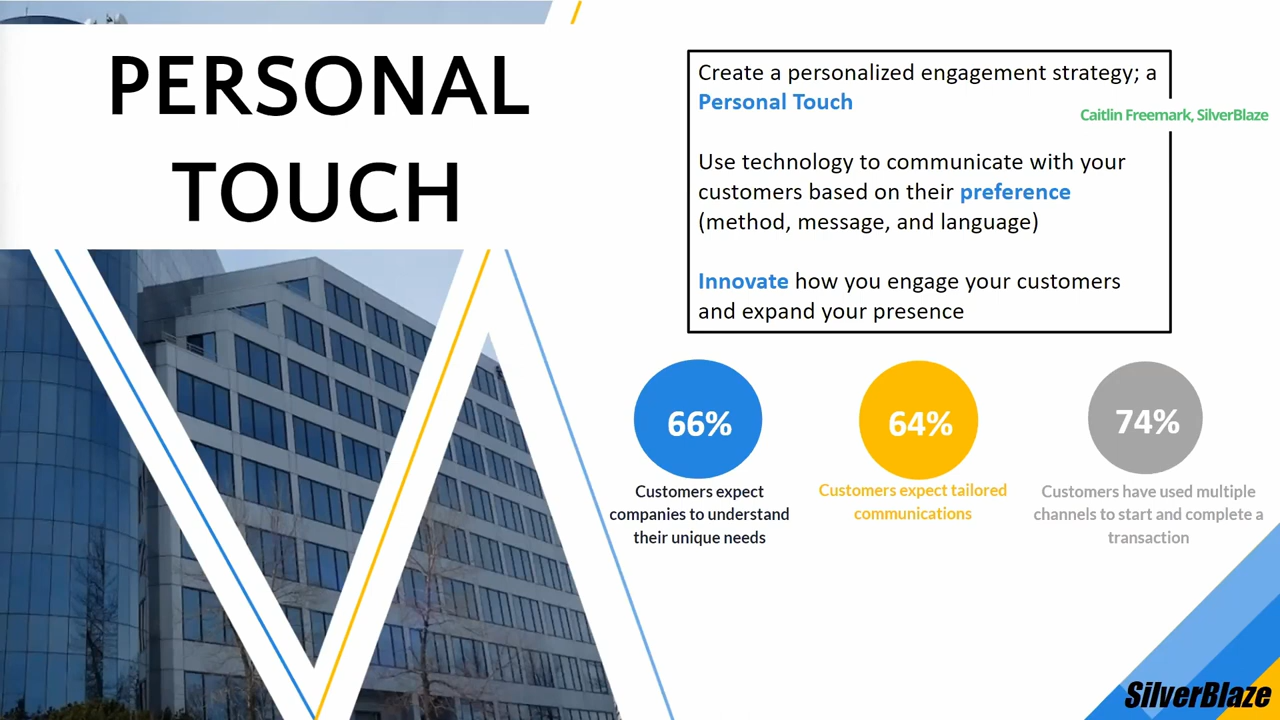 PERSONAL
TOUCH
Create a personalized engagement strategy; a
Personal Touch
Caitlin Freemark, SilverBlaze
Use technology to communicate with your
customers based on their preference
(method, message, and language)
Innovate how you engage your customers
and expand your presence
66%
Customers expect
companies to understand
their unique needs
64%
Customers expect tailored
communications
74%
Customers have used multiple
channels to start and complete a
transaction
SilverBlaze